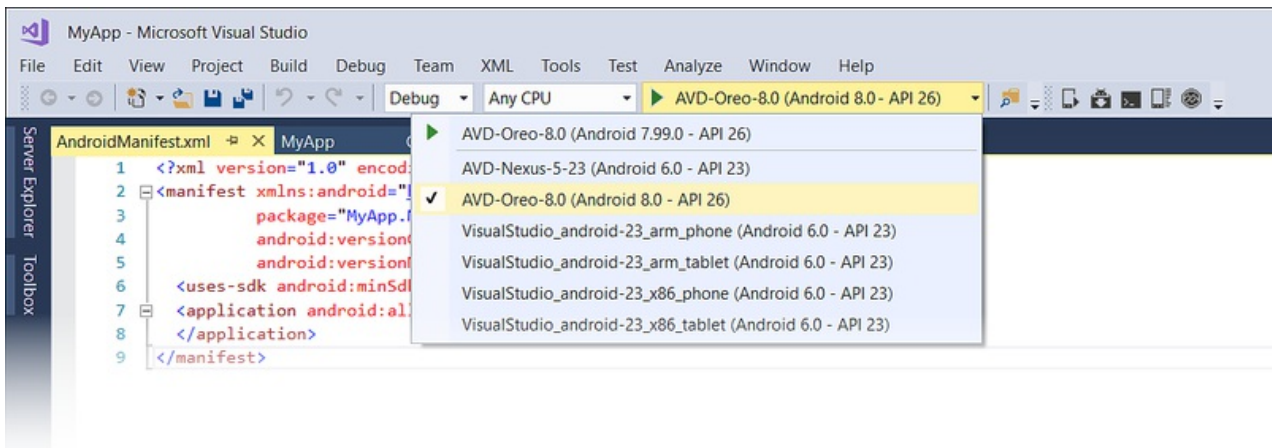 MyApp - Microsoft Visual Studio
File Edit View Project Build Debug Team XML Tools Test Analyze Window Help
Debug Any CPU AVD-Oreo-8.0 (Android 8.0 - API 26)
Server Explorer
Toolbox
AndroidManifest.xml MyApp
AVD-Oreo-8.0 (Android 7.99.0 - API 26)
AVD-Nexus-5-23 (Android 6.0 - API 23)
AVD-Oreo-8.0 (Android 8.0 - API 26)
VisualStudio_android-23_arm_phone (Android 6.0 - API 23)
VisualStudio_android-23_arm_tablet (Android 6.0 - API 23)
VisualStudio_android-23_x86_phone (Android 6.0 - API 23)
VisualStudio_android-23_x86_tablet (Android 6.0 - API 23)
1 <?xml version="1.0" encod
2 <manifest xmlns:android="
3 package="MyApp.
4 android:version
5 android:version
6 <uses-sdk android:minSd
7 <application android:al
8 </application>
9 </manifest>